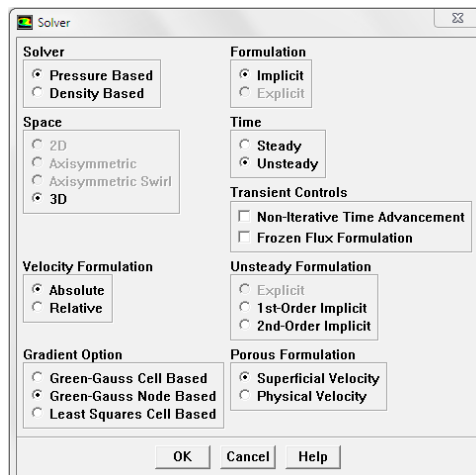 Solver
Solver
Pressure Based
Density Based
Formulation
Implicit
Explicit
Space
2D
Axisymmetric
Axisymmetric Swirl
3D
Time
Steady
Unsteady
Transient Controls
Non-Iterative Time Advancement
Frozen Flux Formulation
Velocity Formulation
Absolute
Relative
Unsteady Formulation
Explicit
1st-Order Implicit
2nd-Order Implicit
Gradient Option
Green-Gauss Cell Based
Green-Gauss Node Based
Least Squares Cell Based
Porous Formulation
Superficial Velocity
Physical Velocity
OK Cancel Help